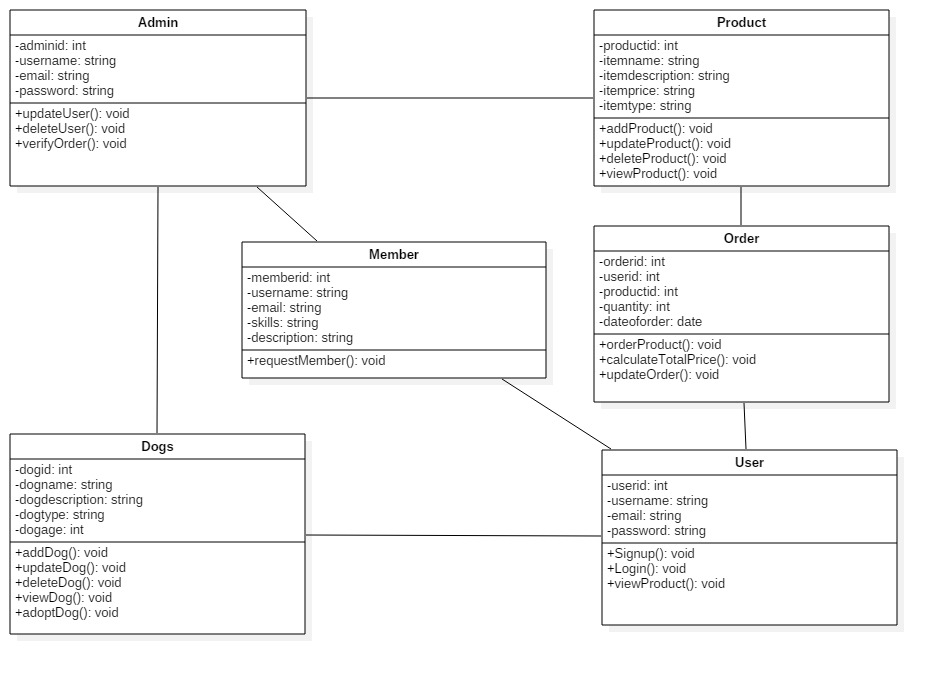 Admin
-adminid: int
-username: string
-email: string
-password: string
+updateUser(): void
+deleteUser(): void
+verifyOrder(): void
Product
-productid: int
-itemname: string
-itemdescription: string
-itemprice: string
-itemtype: string
+addProduct(): void
+updateProduct(): void
+deleteProduct(): void
+viewProduct(): void
Member
-memberid: int
-username: string
-email: string
-skills: string
-description: string
+requestMember(): void
Order
-orderid: int
-userid: int
-productid: int
-quantity: int
-dateoforder: date
+orderProduct(): void
+calculateTotalPrice(): void
+updateOrder(): void
Dogs
-dogid: int
-dogname: string
-dogdescription: string
-dogtype: string
-dogage: int
+addDog(): void
+updateDog(): void
+deleteDog(): void
+viewDog(): void
+adoptDog(): void
User
-userid: int
-username: string
-email: string
-password: string
+Signup(): void
+Login(): void
+viewProduct(): void